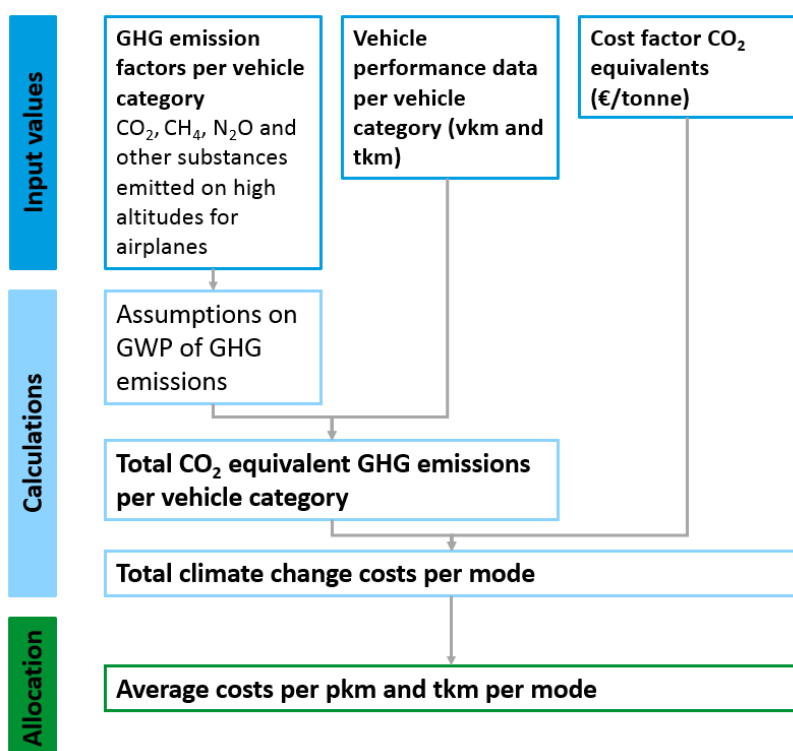 Input values
GHG emission
factors per vehicle
category
CO₂, CH₄, N₂O and
other substances
emitted on high
altitudes for
airplanes
Vehicle
performance data
per vehicle
category (vkm and
tkm)
Cost factor CO₂
equivalents
(€/tonne)
Calculations
Assumptions on
GWP of GHG
emissions
Total CO₂ equivalent GHG emissions
per vehicle category
Total climate change costs per mode
Allocation
Average costs per pkm and tkm per mode